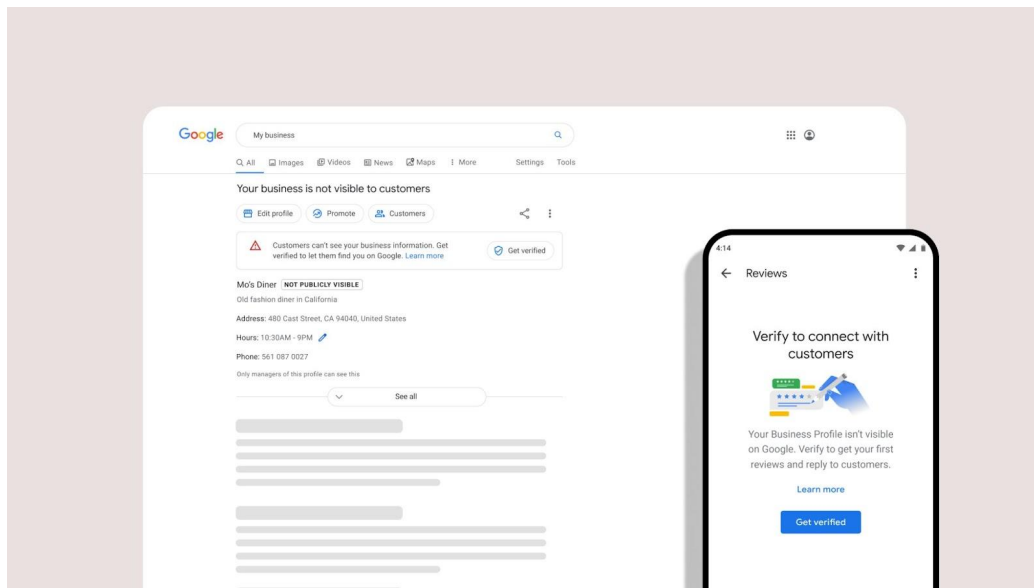 Google
My business
All Images Videos News Maps More Settings Tools
Your business is not visible to customers
Edit profile Promote Customers
Customers can't see your business information. Get
verified to let them find you on Google. Learn more
Get verified
Mo's Diner NOT PUBLICLY VISIBLE
Old fashion diner in California
Address: 480 Cast Street, CA 94040, United States
Hours: 10:30AM - 9PM
Phone: 561 087 0027
Only managers of this profile can see this
See all
4:14
Reviews
Verify to connect with
customers
Your Business Profile isn't visible
on Google. Verify to get your first
reviews and reply to customers.
Learn more
Get verified